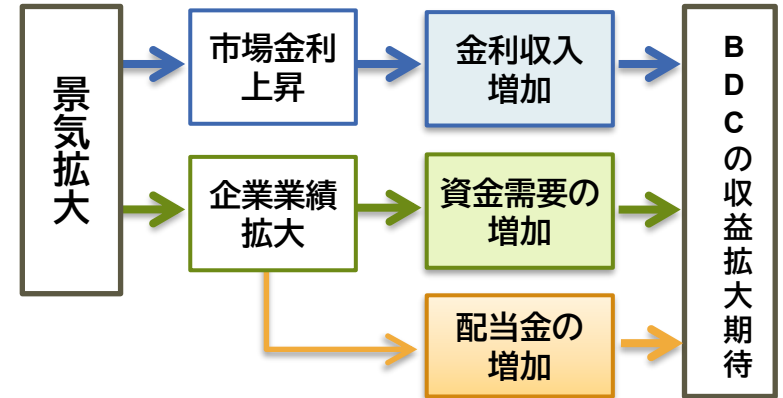 景気拡大
市場金利
上昇
金利収入
増加
企業業績
拡大
資金需要の
増加
配当金の
増加
BDCの収益拡大期待